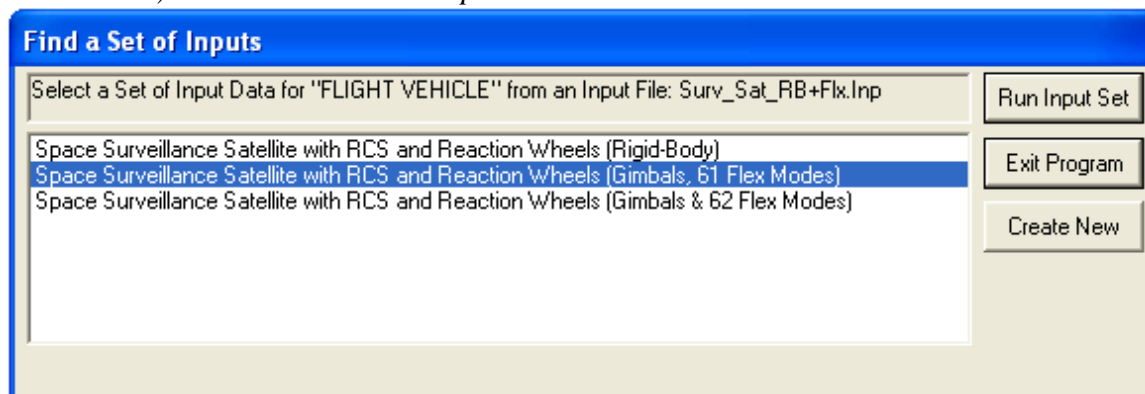 Find a Set of Inputs
Select a Set of Input Data for "FLIGHT VEHICLE" from an Input File: Surv_Sat_RB+Flx.Inp
Run Input Set
Space Surveillance Satellite with RCS and Reaction Wheels (Rigid-Body)
Space Surveillance Satellite with RCS and Reaction Wheels (Gimbals, 61 Flex Modes)
Space Surveillance Satellite with RCS and Reaction Wheels (Gimbals & 62 Flex Modes)
Exit Program
Create New